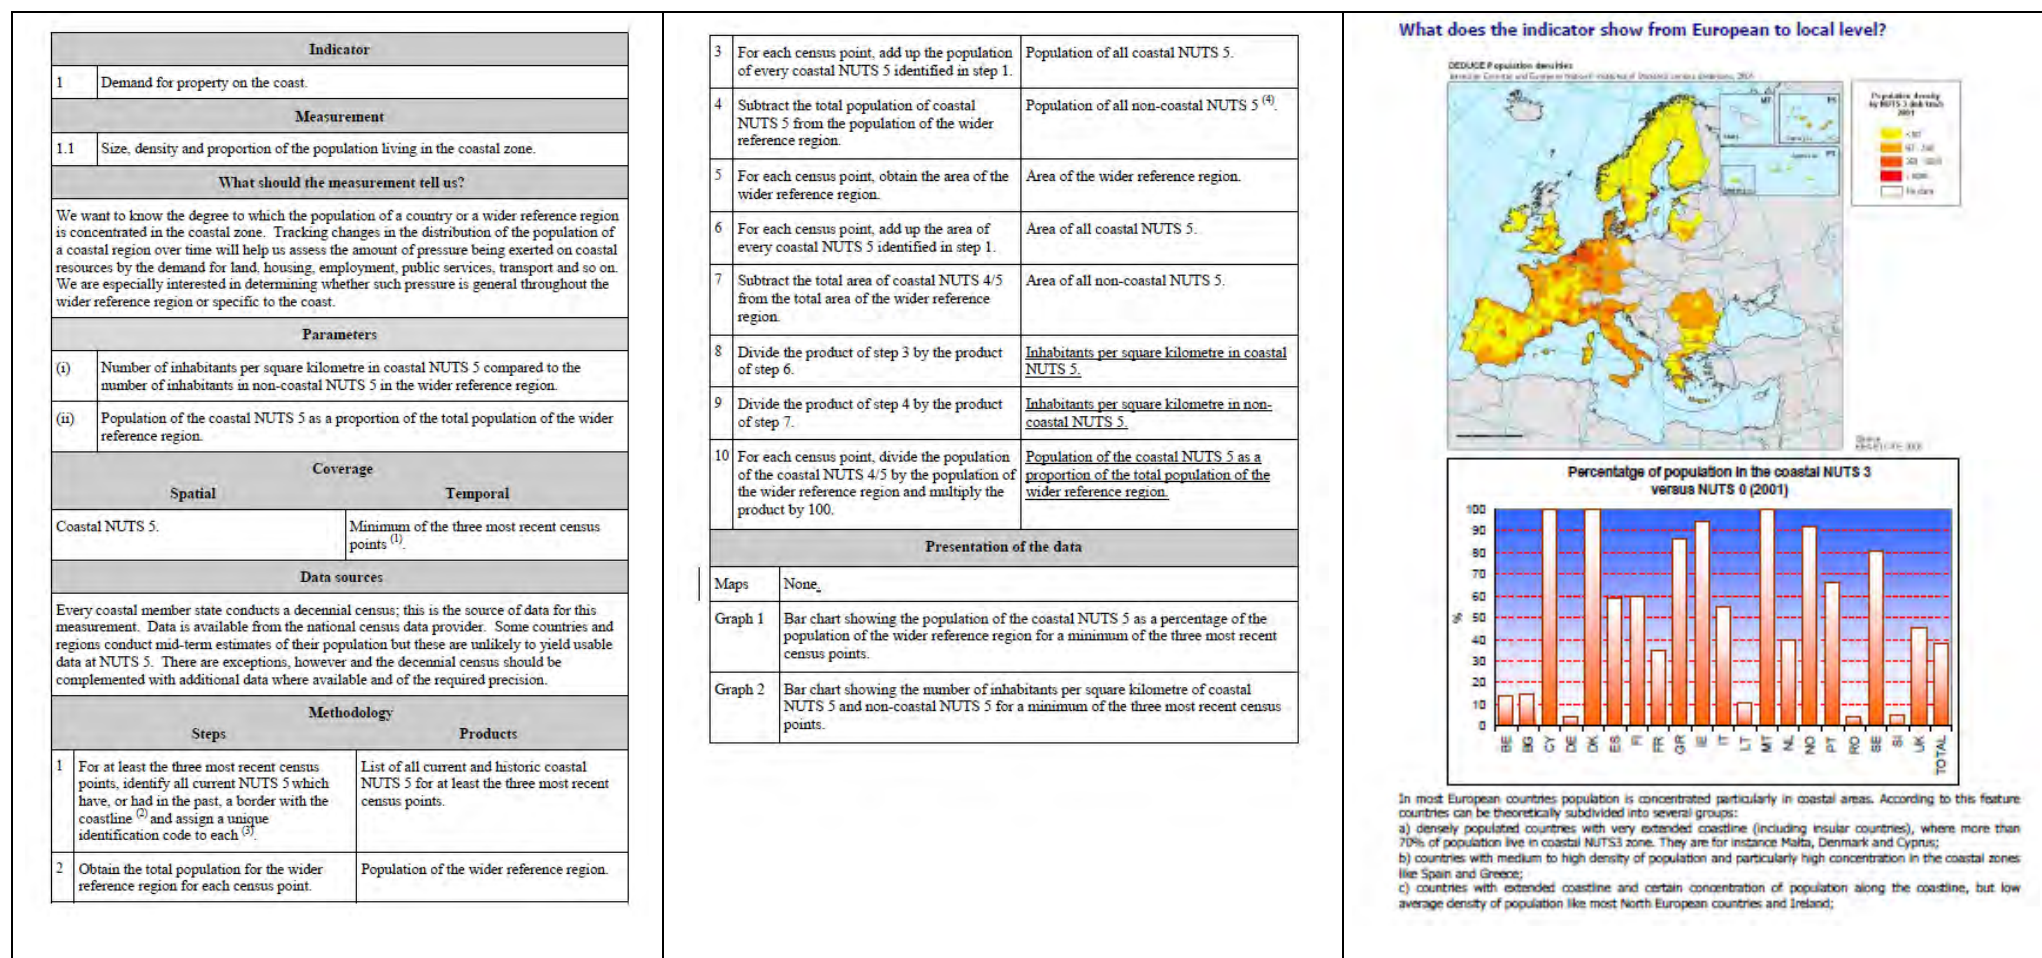 Indicator
1 Demand for property on the coast.
Measurement
1.1 Size, density and proportion of the population living in the coastal zone.
What should the measurement tell us?
We want to know the degree to which the population of a country or a wider reference region
is concentrated in the coastal zone. Tracking changes in the distribution of the population of
a coastal region over time will help us assess the amount of pressure being exerted on coastal
resources by the demand for land, housing, employment, public services, transport and so on.
We are especially interested in determining whether such pressure is general throughout the
wider reference region or specific to the coast.
Parameters
(i) Number of inhabitants per square kilometre in coastal NUTS 5 compared to the
number of inhabitants in non-coastal NUTS 5 in the wider reference region.
(ii) Population of the coastal NUTS 5 as a proportion of the total population of the wider
reference region.
Coverage
Spatial Temporal
Coastal NUTS 5.
Minimum of the three most recent census
points (1).
Data sources
Every coastal member state conducts a decennial census; this is the source of data for this
measurement. Data is available from the national census data provider. Some countries and
regions conduct mid-term estimates of their population but these are unlikely to yield usable
data at NUTS 5. There are exceptions, however and the decennial census should be
complemented with additional data where available and of the required precision.
Methodology
Steps Products
1 For at least the three most recent census
points, identify all current NUTS 5 which
have, or had in the past, a border with the
coastline (2) and assign a unique
identification code to each (3).
List of all current and historic coastal
NUTS 5 for at least the three most recent
census points.
2 Obtain the total population for the wider
reference region for each census point.
Population of the wider reference region.
3 For each census point, add up the population
of every coastal NUTS 5 identified in step 1.
Population of all coastal NUTS 5.
4 Subtract the total population of coastal
NUTS 5 from the population of the wider
reference region.
Population of all non-coastal NUTS 5 (4).
5 For each census point, obtain the area of the
wider reference region.
Area of the wider reference region.
6 For each census point, add up the area of
every coastal NUTS 5 identified in step 1.
Area of all coastal NUTS 5.
7 Subtract the total area of coastal NUTS 4/5
from the total area of the wider reference
region.
Area of all non-coastal NUTS 5.
8 Divide the product of step 3 by the product
of step 6.
Inhabitants per square kilometre in coastal
NUTS 5.
9 Divide the product of step 4 by the product
of step 7.
Inhabitants per square kilometre in non-
coastal NUTS 5.
10 For each census point, divide the population
of the coastal NUTS 4/5 by the population of
the wider reference region and multiply the
product by 100.
Population of the coastal NUTS 5 as a
proportion of the total population of the
wider reference region.
Presentation of the data
Maps None.
Graph 1 Bar chart showing the population of the coastal NUTS 5 as a percentage of the
population of the wider reference region for a minimum of the three most recent
census points.
Graph 2 Bar chart showing the number of inhabitants per square kilometre of coastal
NUTS 5 and non-coastal NUTS 5 for a minimum of the three most recent census
points.
What does the indicator show from European to local level?
DEDUCE Population densities
Population density
by NUTS 3
2001
No data
Percentatge of population in the coastal NUTS 3
versus NUTS 0 (2001)
100
90
80
70
60
50
40
30
20
10
0
%
BE BG CY DE DK ES FI FR GR IE IT LT MT NL NO PT RO SE SI UK TOTAL
In most European countries population is concentrated particularly in coastal areas. According to this feature
countries can be theoretically subdivided into several groups:
a) densely populated countries with very extended coastline (including insular countries), where more than
70% of population live in coastal NUTS3 zone. They are for instance Malta, Denmark and Cyprus;
b) countries with medium to high density of population and particularly high concentration in the coastal zones
like Spain and Greece;
c) countries with extended coastline and certain concentration of population along the coastline, but low
average density of population like most North European countries and Ireland;